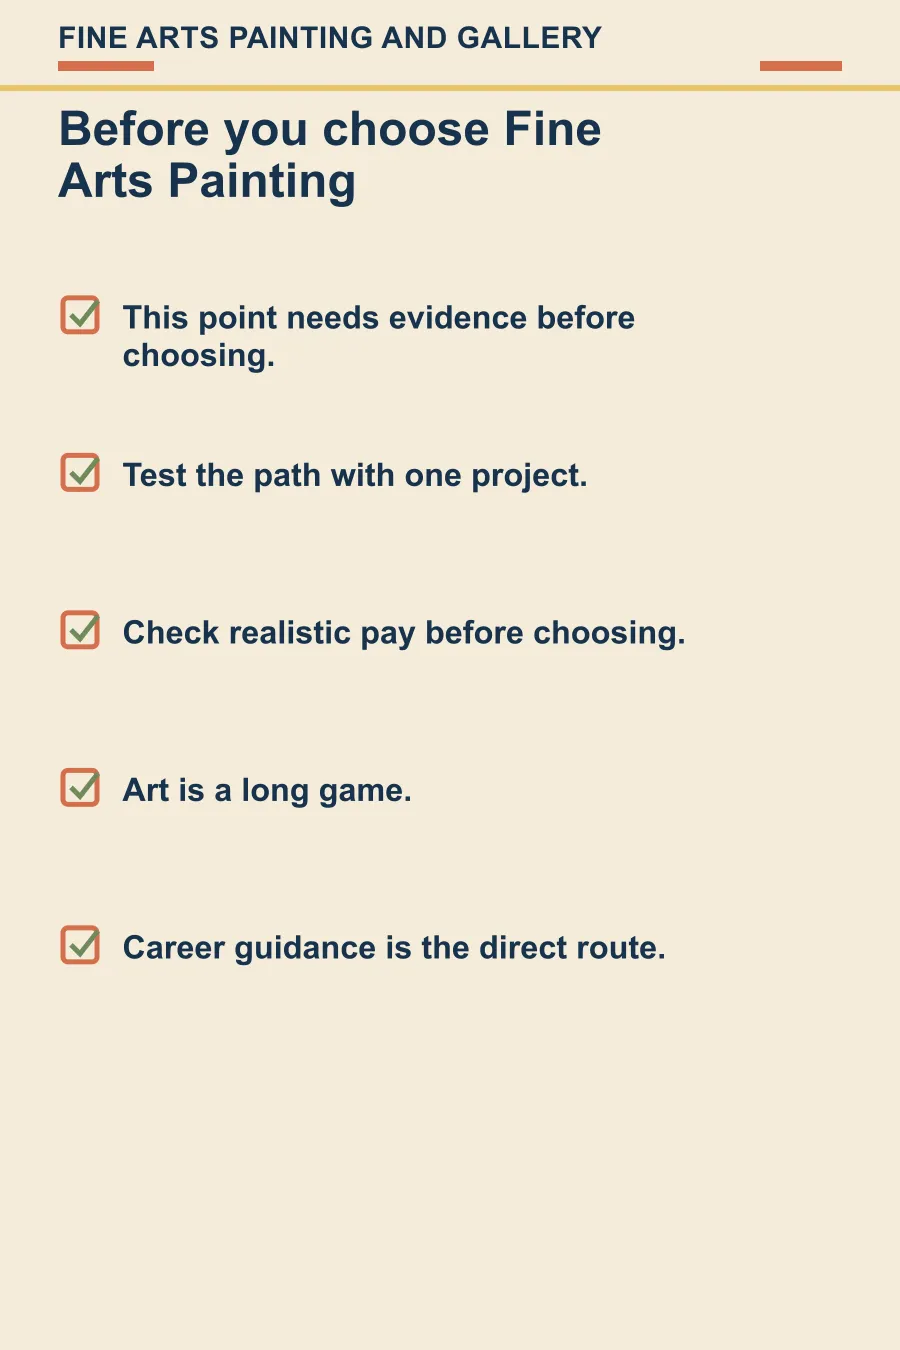 FINE ARTS PAINTING AND GALLERY
Before you choose Fine
Arts Painting
This point needs evidence before
choosing.
Test the path with one project.
Check realistic pay before choosing.
Art is a long game.
Career guidance is the direct route.